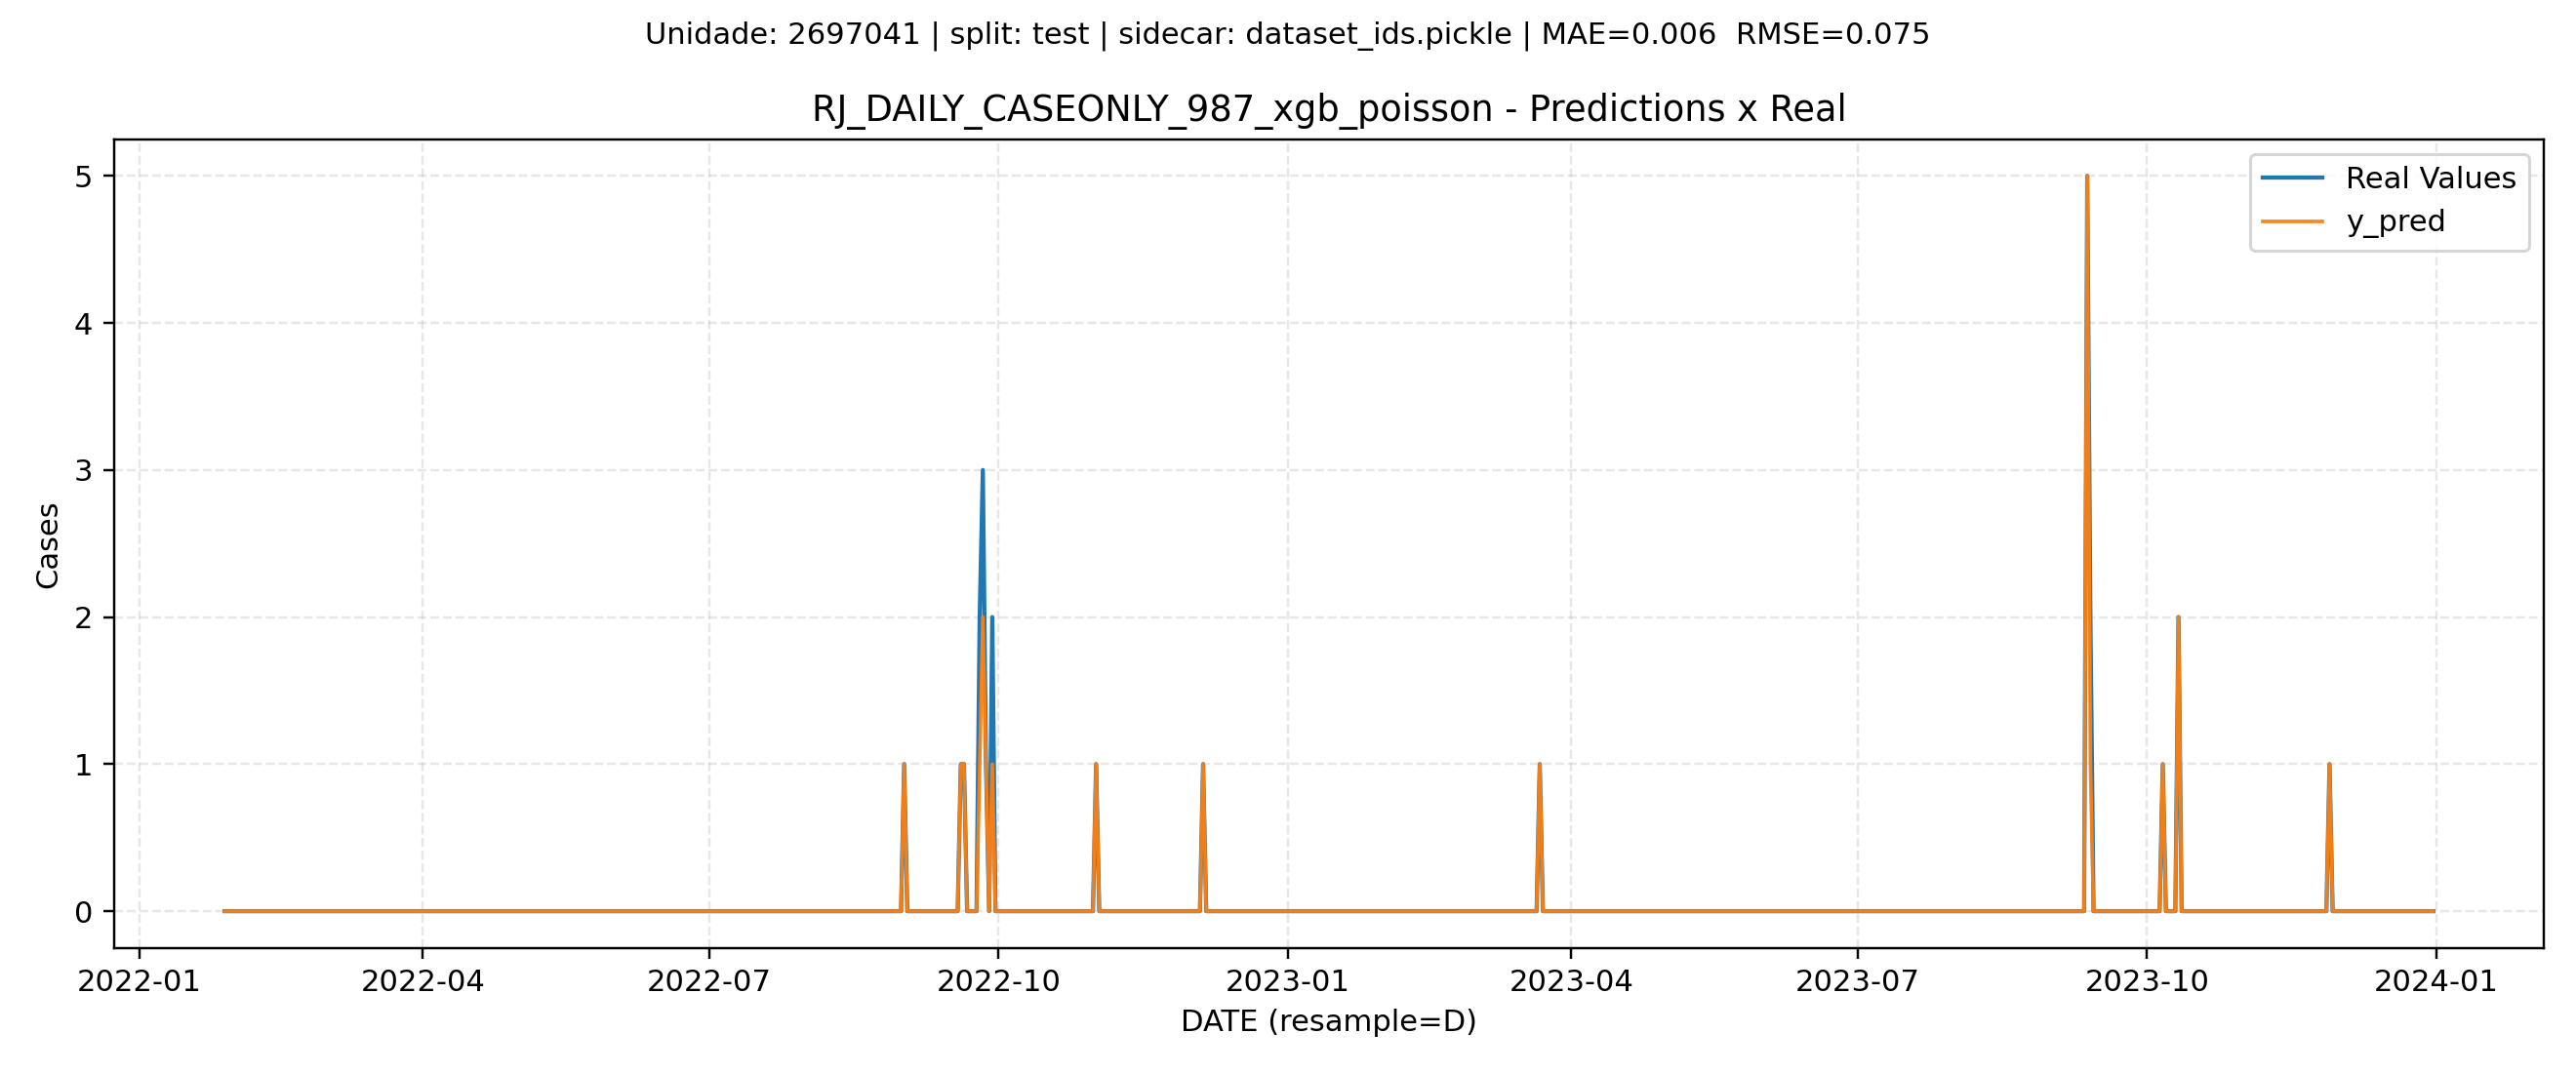 Unidade: 2697041 | split: test | sidecar: dataset_ids.pickle | MAE=0.006  RMSE=0.075
RJ_DAILY_CASEONLY_987_xgb_poisson - Predictions x Real
Real Values
y_pred
Cases
5
4
3
2
1
0
2022-01
2022-04
2022-07
2022-10
2023-01
2023-04
2023-07
2023-10
2024-01
DATE (resample=D)